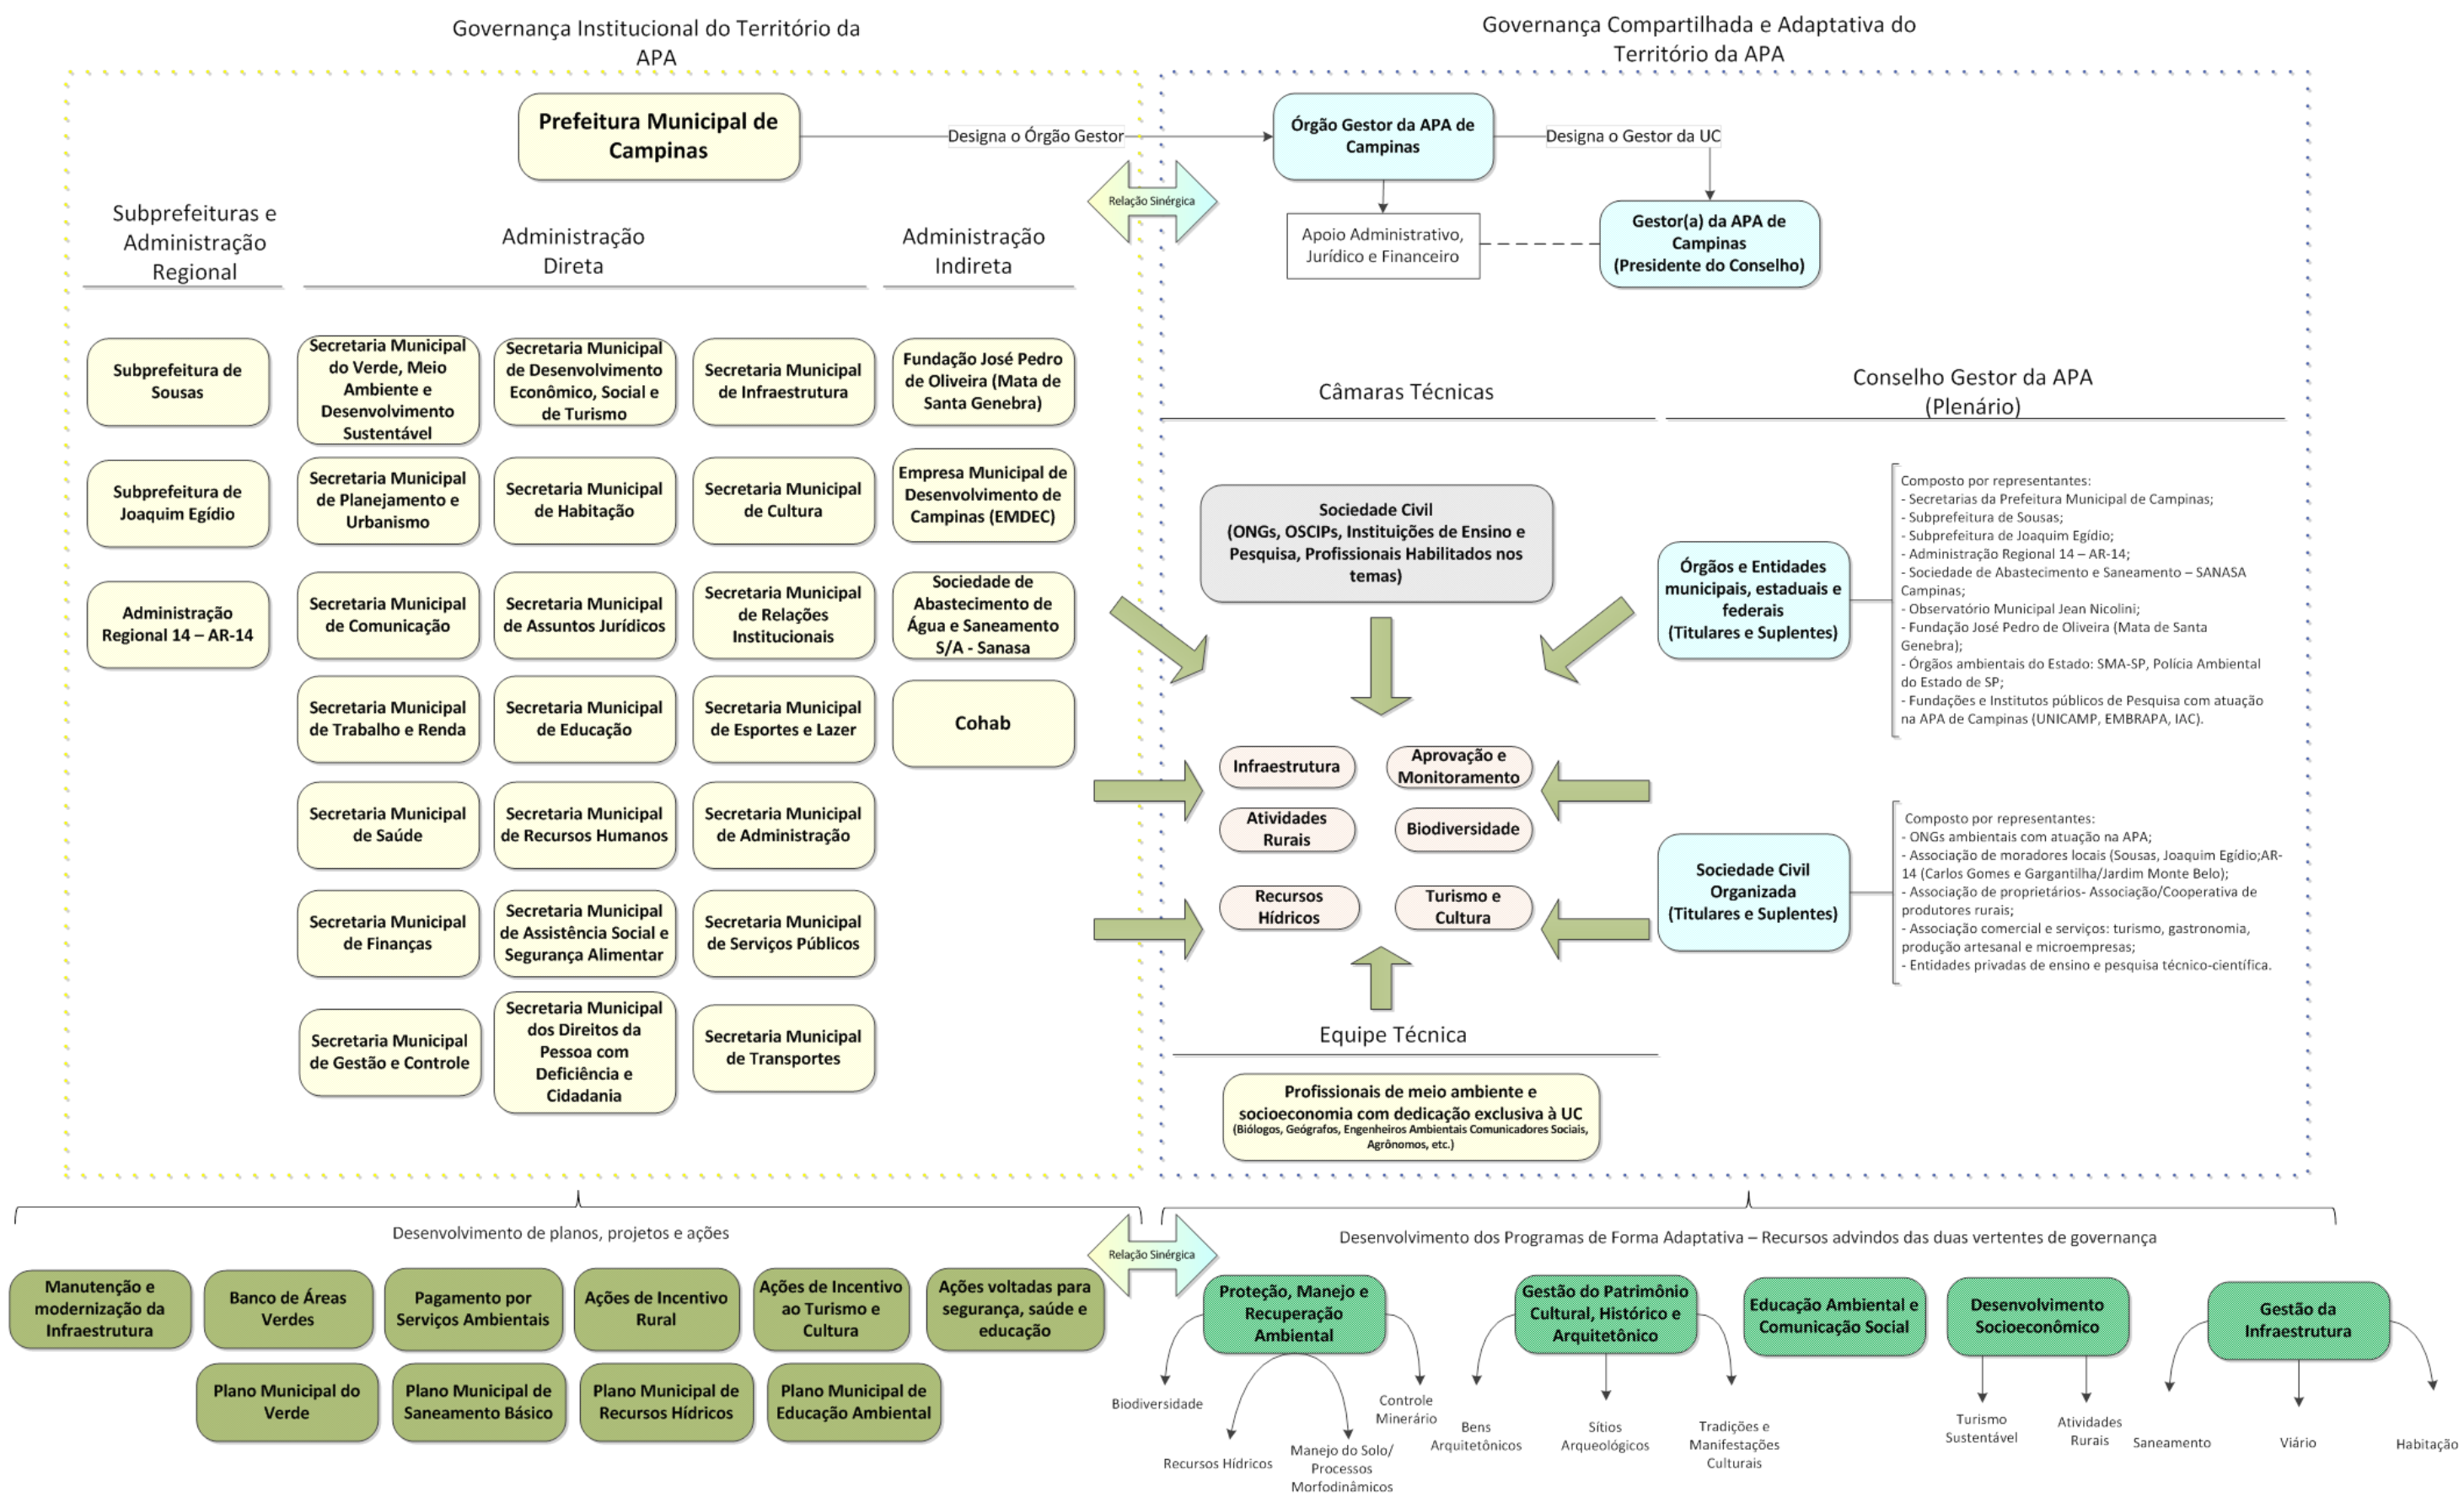 Governança Institucional do Território da
APA
Governança Compartilhada e Adaptativa do
Território da APA
Prefeitura Municipal de
Campinas
Designa o Órgão Gestor
Órgão Gestor da APA de
Campinas
Designa o Gestor da UC
Relação Sinérgica
Apoio Administrativo,
Jurídico e Financeiro
Gestor(a) da APA de
Campinas
(Presidente do Conselho)
Subprefeituras e
Administração
Regional
Administração
Direta
Administração
Indireta
Subprefeitura de
Sousas
Subprefeitura de
Joaquim Egídio
Administração
Regional 14 – AR-14
Secretaria Municipal
do Verde, Meio
Ambiente e
Desenvolvimento
Sustentável
Secretaria Municipal
de Desenvolvimento
Econômico, Social e
de Turismo
Secretaria Municipal
de Infraestrutura
Fundação José Pedro
de Oliveira (Mata de
Santa Genebra)
Secretaria Municipal
de Planejamento e
Urbanismo
Secretaria Municipal
de Habitação
Secretaria Municipal
de Cultura
Empresa Municipal de
Desenvolvimento de
Campinas (EMDEC)
Secretaria Municipal
de Comunicação
Secretaria Municipal
de Assuntos Jurídicos
Secretaria Municipal
de Relações
Institucionais
Sociedade de
Abastecimento de
Água e Saneamento
S/A - Sanasa
Secretaria Municipal
de Trabalho e Renda
Secretaria Municipal
de Educação
Secretaria Municipal
de Esportes e Lazer
Cohab
Secretaria Municipal
de Saúde
Secretaria Municipal
de Recursos Humanos
Secretaria Municipal
de Administração
Secretaria Municipal
de Finanças
Secretaria Municipal
de Assistência Social e
Segurança Alimentar
Secretaria Municipal
de Serviços Públicos
Secretaria Municipal
de Gestão e Controle
Secretaria Municipal
dos Direitos da
Pessoa com
Deficiência e
Cidadania
Secretaria Municipal
de Transportes
Câmaras Técnicas
Conselho Gestor da APA
(Plenário)
Sociedade Civil
(ONGs, OSCIPs, Instituições de Ensino e
Pesquisa, Profissionais Habilitados nos
temas)
Infraestrutura
Aprovação e
Monitoramento
Atividades
Rurais
Biodiversidade
Recursos
Hídricos
Turismo e
Cultura
Equipe Técnica
Profissionais de meio ambiente e
socioeconomia com dedicação exclusiva à UC
(Biólogos, Geógrafos, Engenheiros Ambientais Comunicadores Sociais,
Agrônomos, etc.)
Órgãos e Entidades
municipais, estaduais e
federais
(Titulares e Suplentes)
Composto por representantes:
- Secretarias da Prefeitura Municipal de Campinas;
- Subprefeitura de Sousas;
- Subprefeitura de Joaquim Egídio;
- Administração Regional 14 – AR-14;
- Sociedade de Abastecimento e Saneamento – SANASA
Campinas;
- Observatório Municipal Jean Nicolini;
- Fundação José Pedro de Oliveira (Mata de Santa
Genebra);
- Órgãos ambientais do Estado: SMA-SP, Polícia Ambiental
do Estado de SP;
- Fundações e Institutos públicos de Pesquisa com atuação
na APA de Campinas (UNICAMP, EMBRAPA, IAC).
Sociedade Civil
Organizada
(Titulares e Suplentes)
Composto por representantes:
- ONGs ambientais com atuação na APA;
- Associação de moradores locais (Sousas, Joaquim Egídio;AR-
14 (Carlos Gomes e Gargantilha/Jardim Monte Belo);
- Associação de proprietários- Associação/Cooperativa de
produtores rurais;
- Associação comercial e serviços: turismo, gastronomia,
produção artesanal e microempresas;
- Entidades privadas de ensino e pesquisa técnico-científica.
Desenvolvimento de planos, projetos e ações
Relação Sinérgica
Desenvolvimento dos Programas de Forma Adaptativa – Recursos advindos das duas vertentes de governança
Manutenção e
modernização da
Infraestrutura
Banco de Áreas
Verdes
Pagamento por
Serviços Ambientais
Ações de Incentivo
Rural
Ações de Incentivo
ao Turismo e
Cultura
Ações voltadas para
segurança, saúde e
educação
Plano Municipal do
Verde
Plano Municipal de
Saneamento Básico
Plano Municipal de
Recursos Hídricos
Plano Municipal de
Educação Ambiental
Proteção, Manejo e
Recuperação
Ambiental
Gestão do Patrimônio
Cultural, Histórico e
Arquitetônico
Educação Ambiental e
Comunicação Social
Desenvolvimento
Socioeconômico
Gestão da
Infraestrutura
Biodiversidade
Recursos Hídricos
Manejo do Solo/
Processos
Morfodinâmicos
Controle
Minerário
Bens
Arquitetônicos
Sítios
Arqueológicos
Tradições e
Manifestações
Culturais
Turismo
Sustentável
Atividades
Rurais
Saneamento
Viário
Habitação